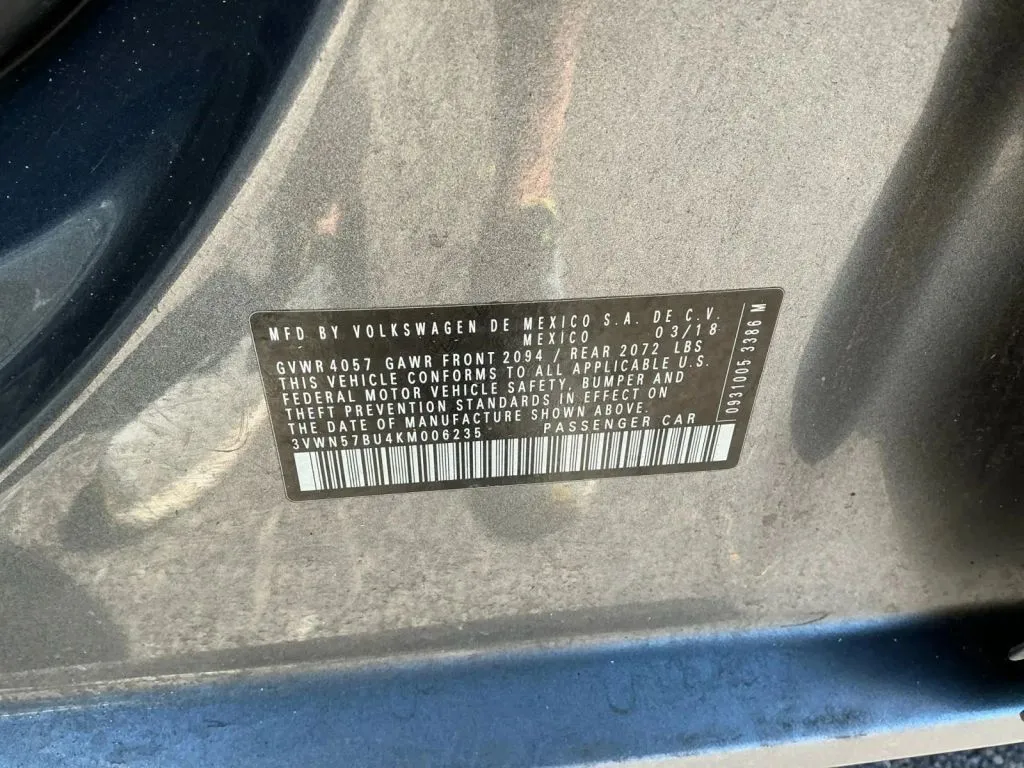 MFD BY VOLKSWAGEN DE MEXICO S.A. DE C.V.
MEXICO 03/18
GVWR 4057 GAWR FRONT 2094 / REAR 2072 LBS
THIS VEHICLE CONFORMS TO ALL APPLICABLE U.S.
FEDERAL MOTOR VEHICLE SAFETY, BUMPER AND
THEFT PREVENTION STANDARDS IN EFFECT ON
THE DATE OF MANUFACTURE SHOWN ABOVE.
3VWN57BU4KM006235 PASSENGER CAR
0931005 3386 M